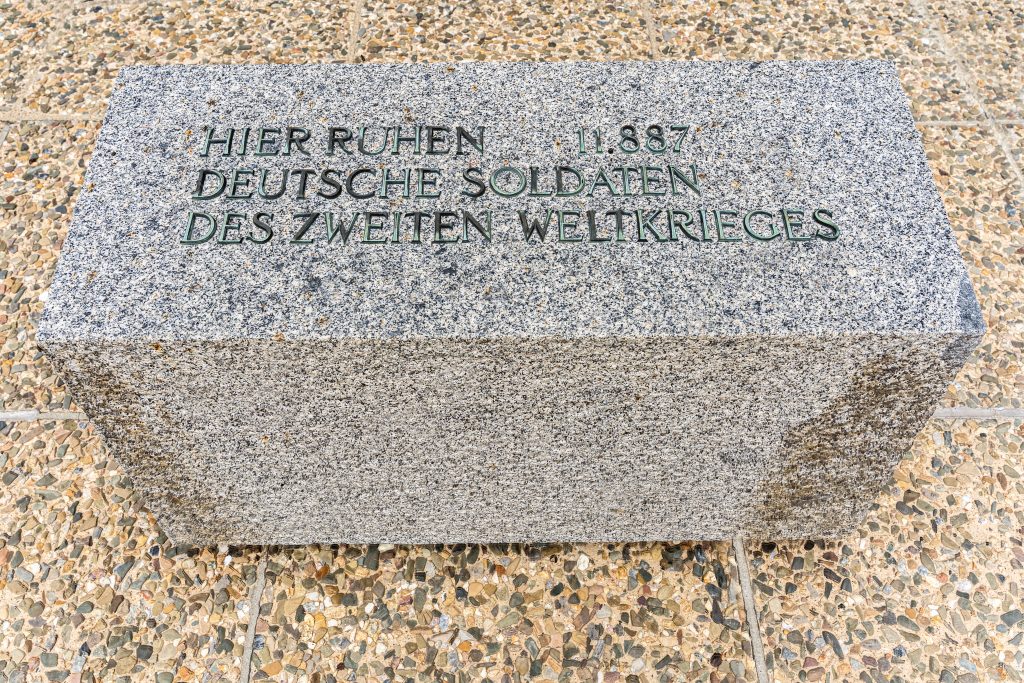 HIER RUHEN 11.887
DEUTSCHE SOLDATEN
DES ZWEITEN WELTKRIEGES